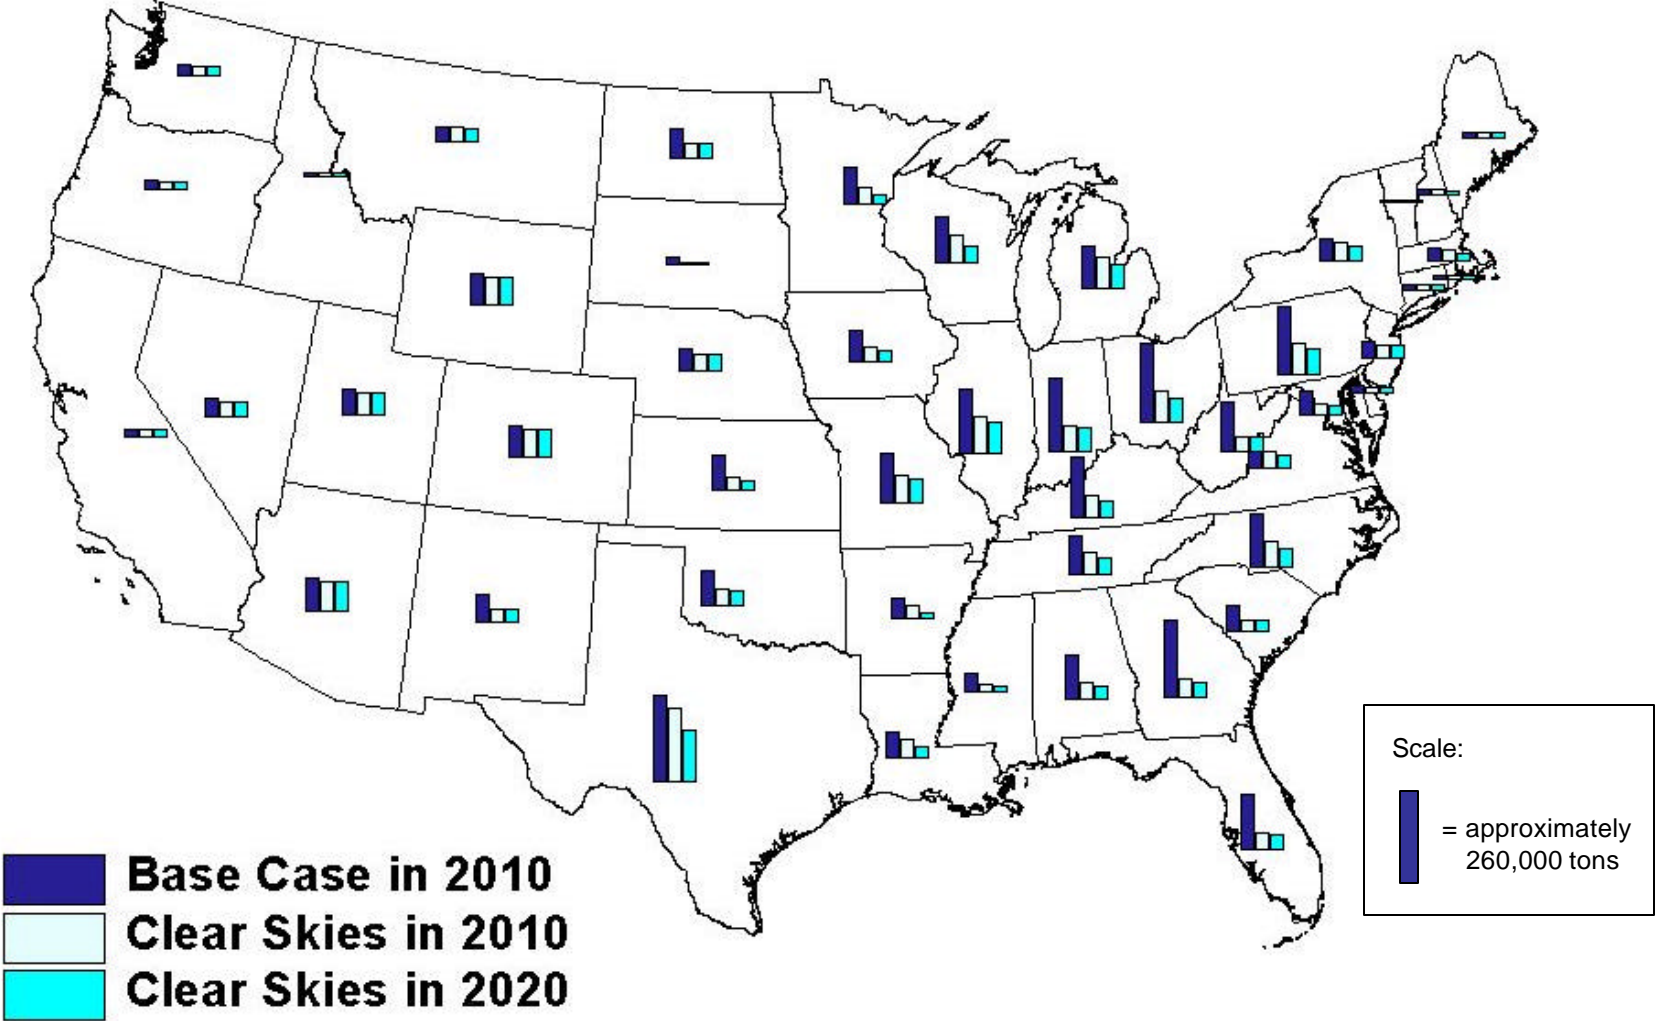 Scale:
= approximately
260,000 tons
Base Case in 2010
Clear Skies in 2010
Clear Skies in 2020